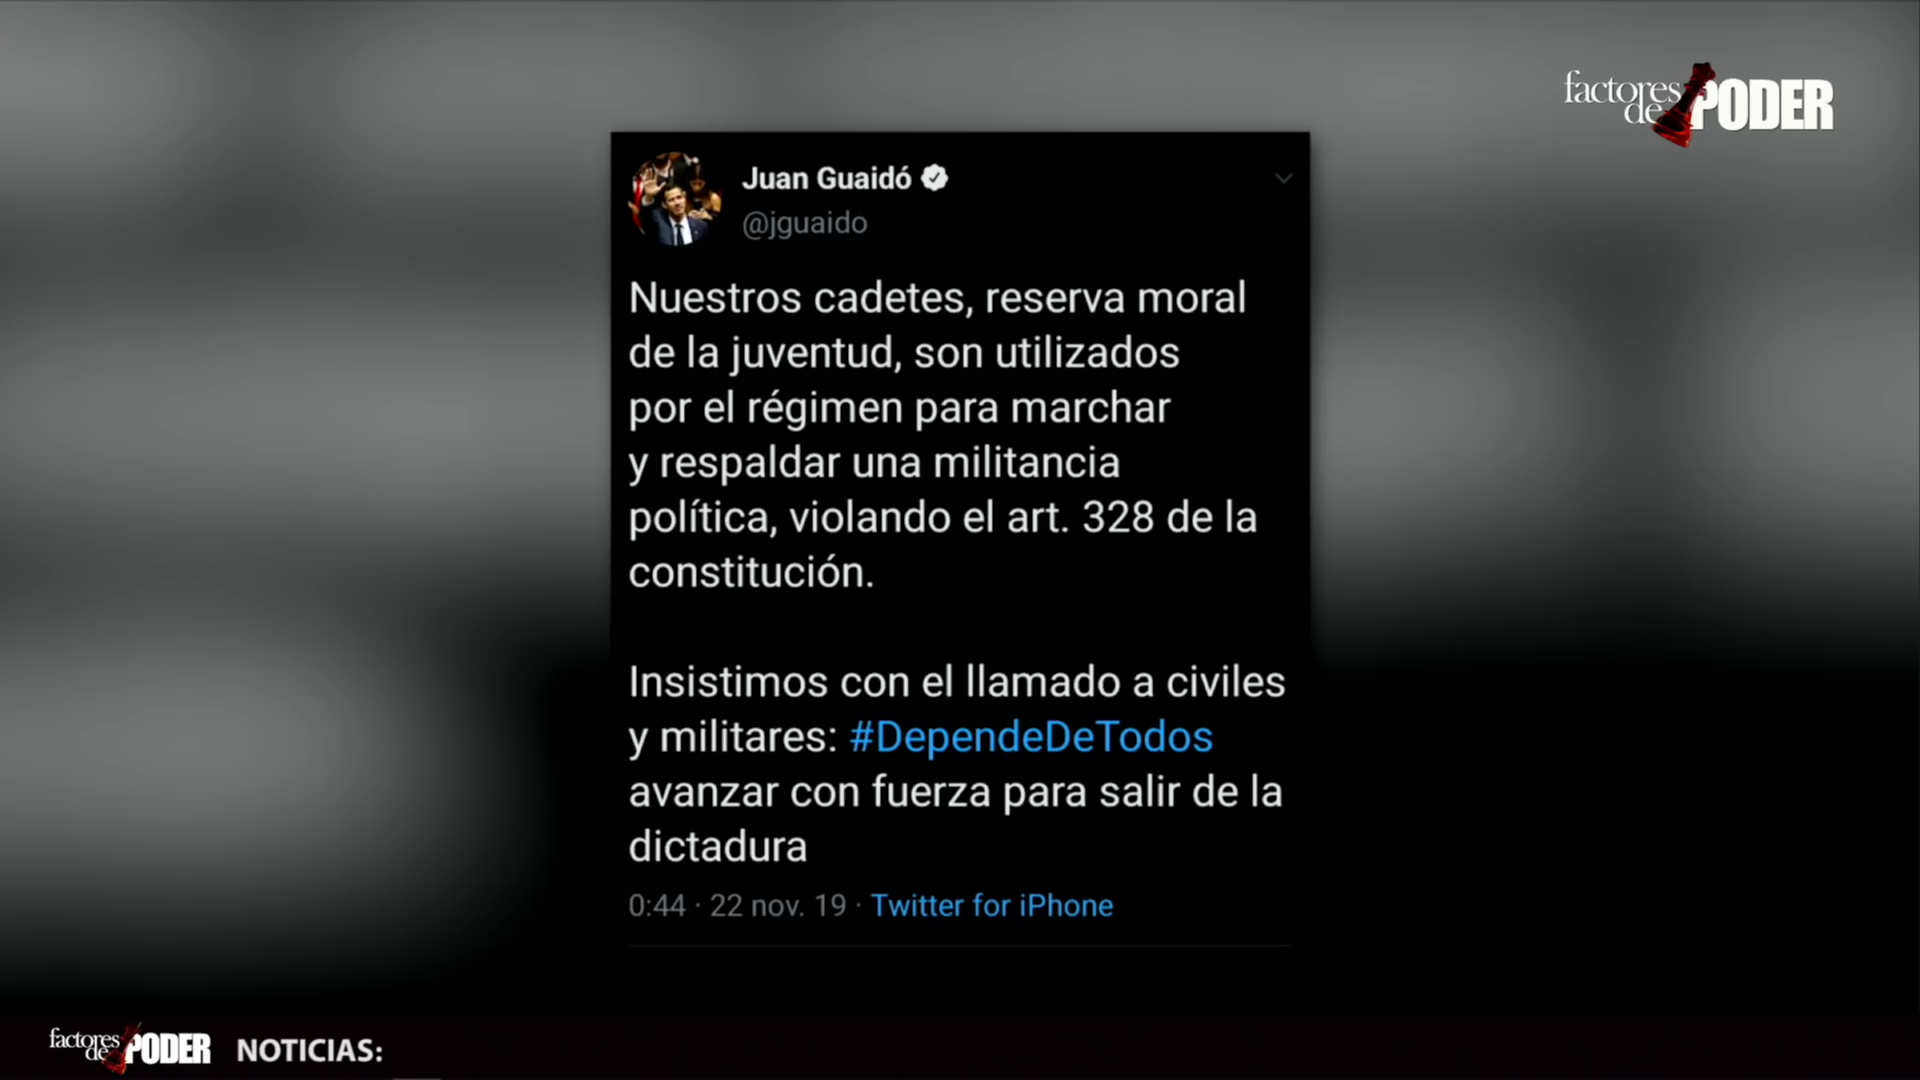 factores
de PODER
Juan Guaidó
@jguaido
Nuestros cadetes, reserva moral
de la juventud, son utilizados
por el régimen para marchar
y respaldar una militancia
política, violando el art. 328 de la
constitución.
Insistimos con el llamado a civiles
y militares: #DependeDeTodos
avanzar con fuerza para salir de la
dictadura
0:44 · 22 nov. 19 · Twitter for iPhone
factores
de PODER NOTICIAS: